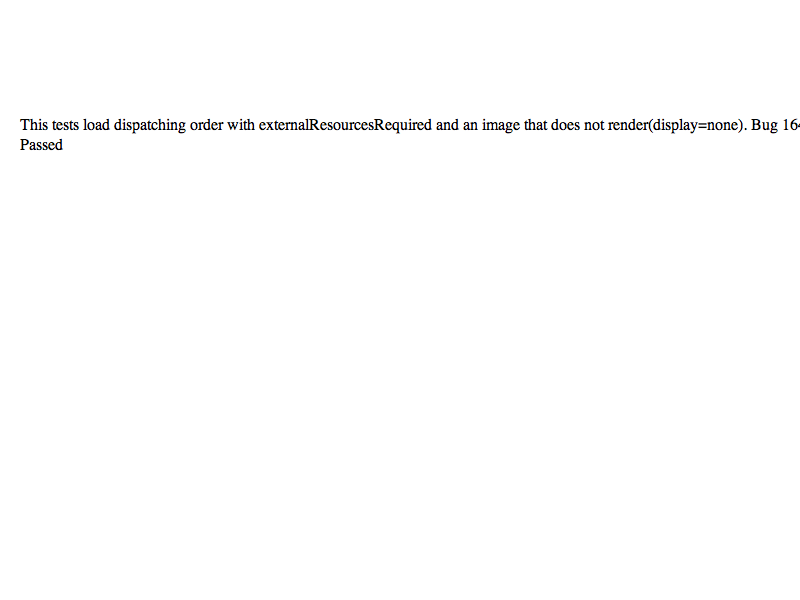 This tests load dispatching order with externalResourcesRequired and an image that does not render(display=none). Bug 16
Passed